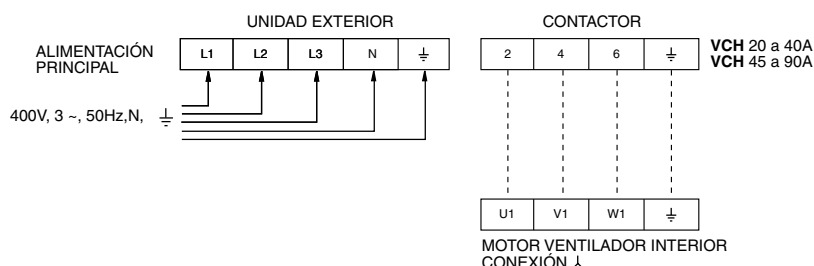 UNIDAD EXTERIOR
CONTACTOR
ALIMENTACIÓN
PRINCIPAL
L1 L2 L3 N
2 4 6
VCH 20 a 40A
VCH 45 a 90A
400V, 3 ~, 50Hz,N,
U1 V1 W1
MOTOR VENTILADOR INTERIOR
CONEXIÓN